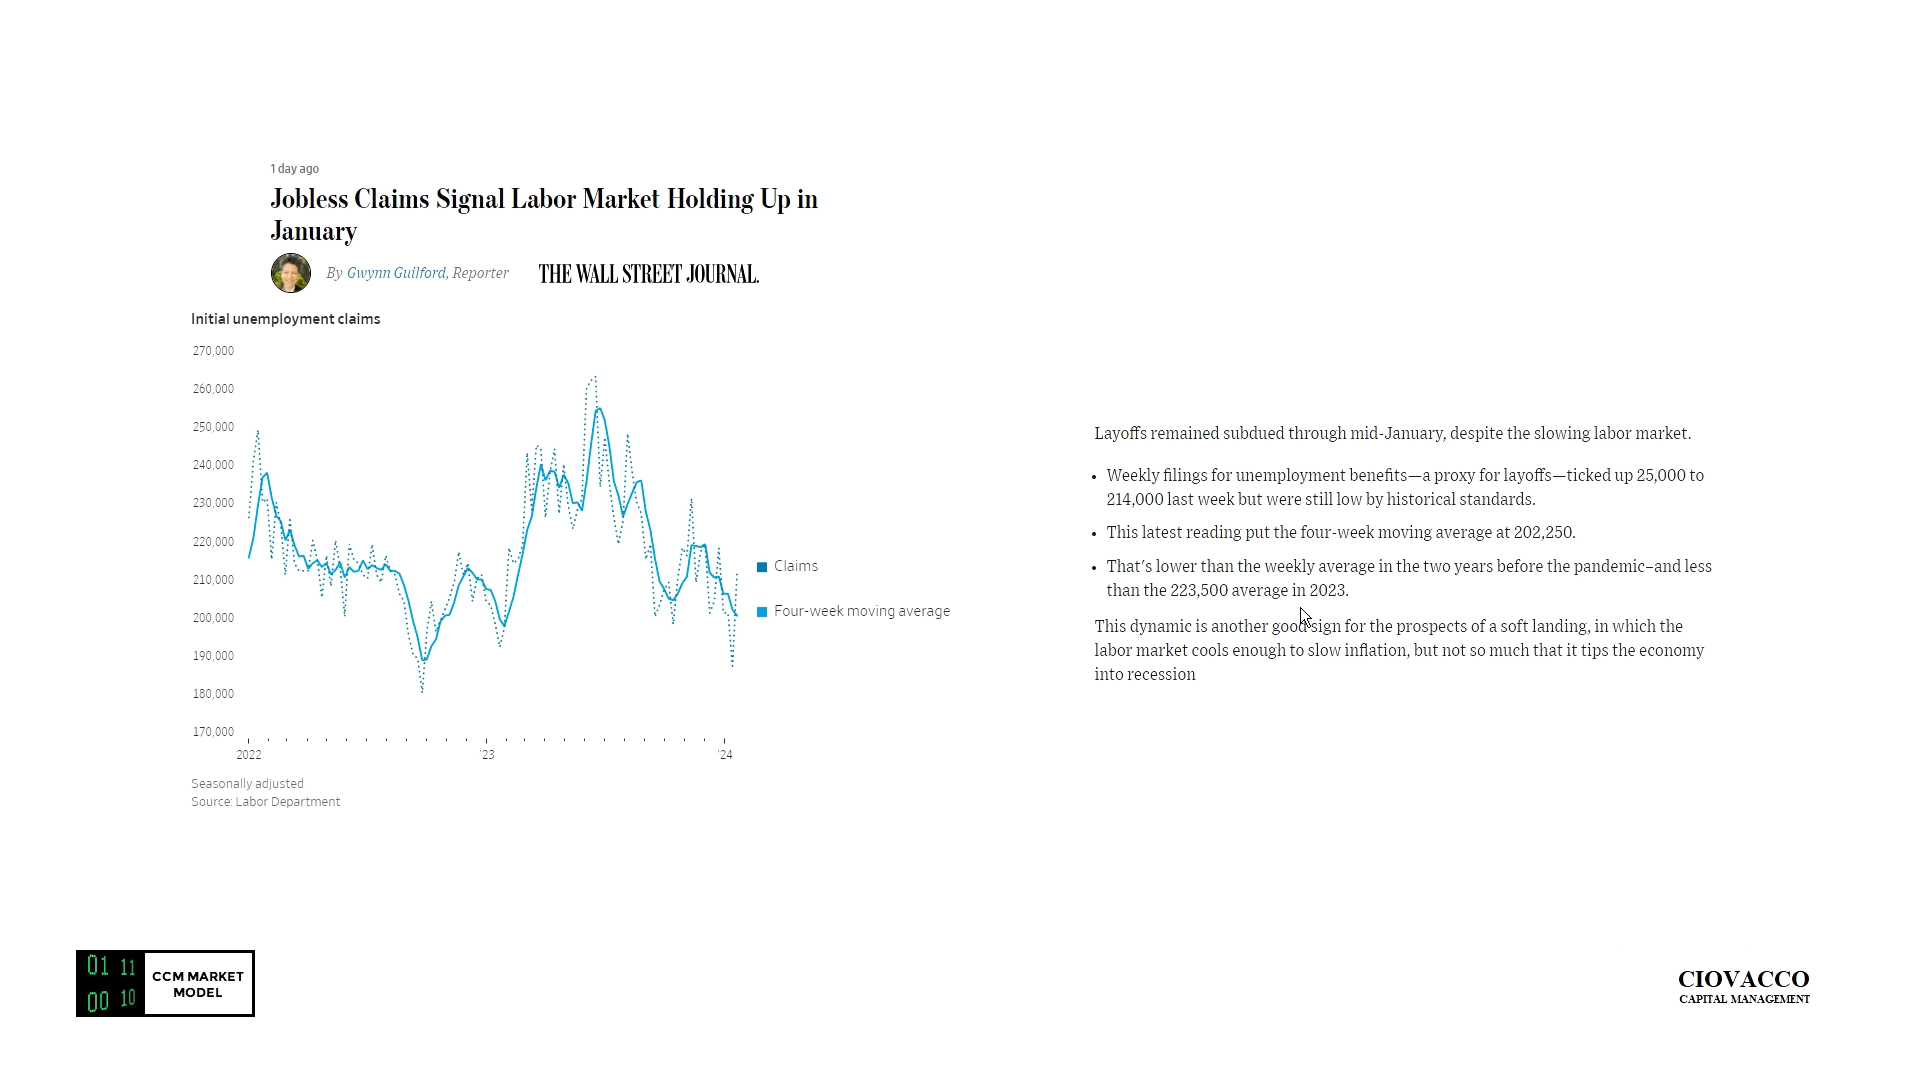 1 day ago
Jobless Claims Signal Labor Market Holding Up in
January
By Gwynn Guilford, Reporter
THE WALL STREET JOURNAL.
Initial unemployment claims
270,000
260,000
250,000
240,000
230,000
220,000
210,000
200,000
190,000
180,000
170,000
2022
'23
'24
Claims
Four-week moving average
Seasonally adjusted
Source: Labor Department
Layoffs remained subdued through mid-January, despite the slowing labor market.
• Weekly filings for unemployment benefits—a proxy for layoffs—ticked up 25,000 to
214,000 last week but were still low by historical standards.
• This latest reading put the four-week moving average at 202,250.
• That's lower than the weekly average in the two years before the pandemic–and less
than the 223,500 average in 2023.
This dynamic is another good sign for the prospects of a soft landing, in which the
labor market cools enough to slow inflation, but not so much that it tips the economy
into recession
01 11
00 10
CCM MARKET
MODEL
CIOVACCO
CAPITAL MANAGEMENT